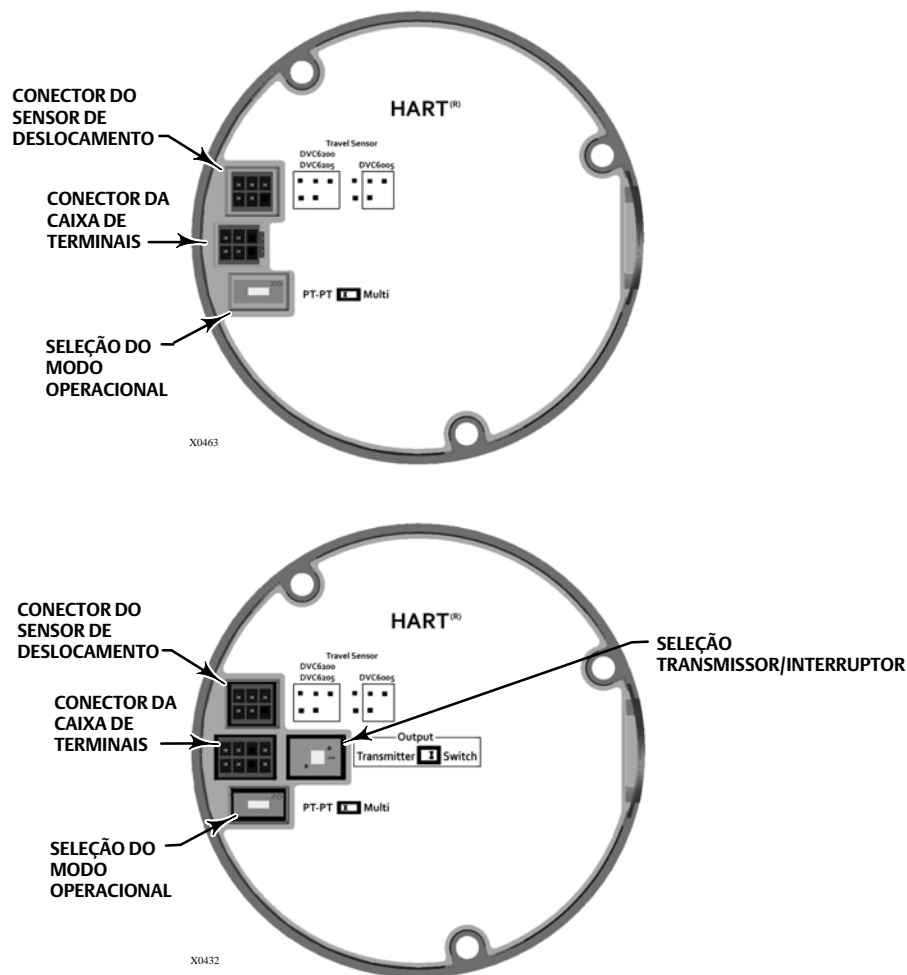 HART(R)
CONECTOR DO
SENSOR DE
DESLOCAMENTO
Travel Sensor
DVC6200
DVC6205 DVC6005
CONECTOR DA
CAIXA DE
TERMINAIS
PT-PT Multi
SELEÇÃO DO
MODO
OPERACIONAL
X0463
HART(R)
CONECTOR DO
SENSOR DE
DESLOCAMENTO
SELEÇÃO
TRANSMISSOR/INTERRUPTOR
Travel Sensor
DVC6200
DVC6205 DVC6005
CONECTOR DA
CAIXA DE
TERMINAIS
Output
Transmitter Switch
PT-PT Multi
SELEÇÃO DO
MODO
OPERACIONAL
X0432